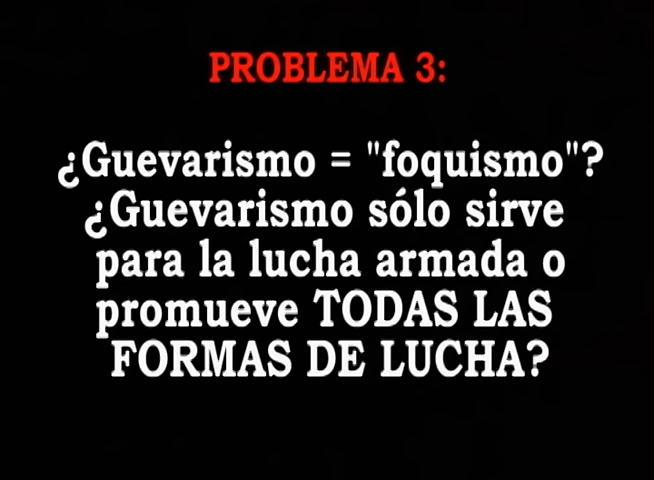 PROBLEMA 3:
¿Guevarismo = "foquismo"?
¿Guevarismo sólo sirve
para la lucha armada o
promueve TODAS LAS
FORMAS DE LUCHA?